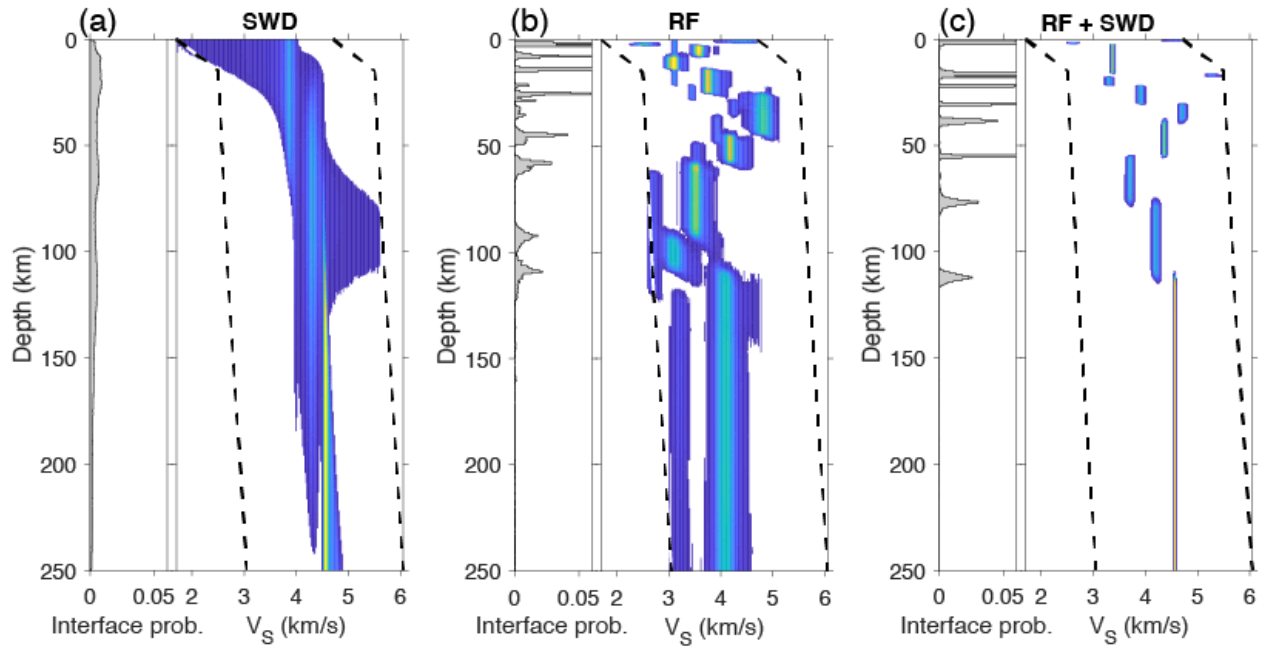 (a) SWD
0
50
100
150
200
250
Depth (km)
0 0.05 2 3 4 5 6
Interface prob. V_S (km/s)
(b) RF
0
50
100
150
200
250
Depth (km)
0 0.05 2 3 4 5 6
Interface prob. V_S (km/s)
(c) RF + SWD
0
50
100
150
200
250
Depth (km)
0 0.05 2 3 4 5 6
Interface prob. V_S (km/s)